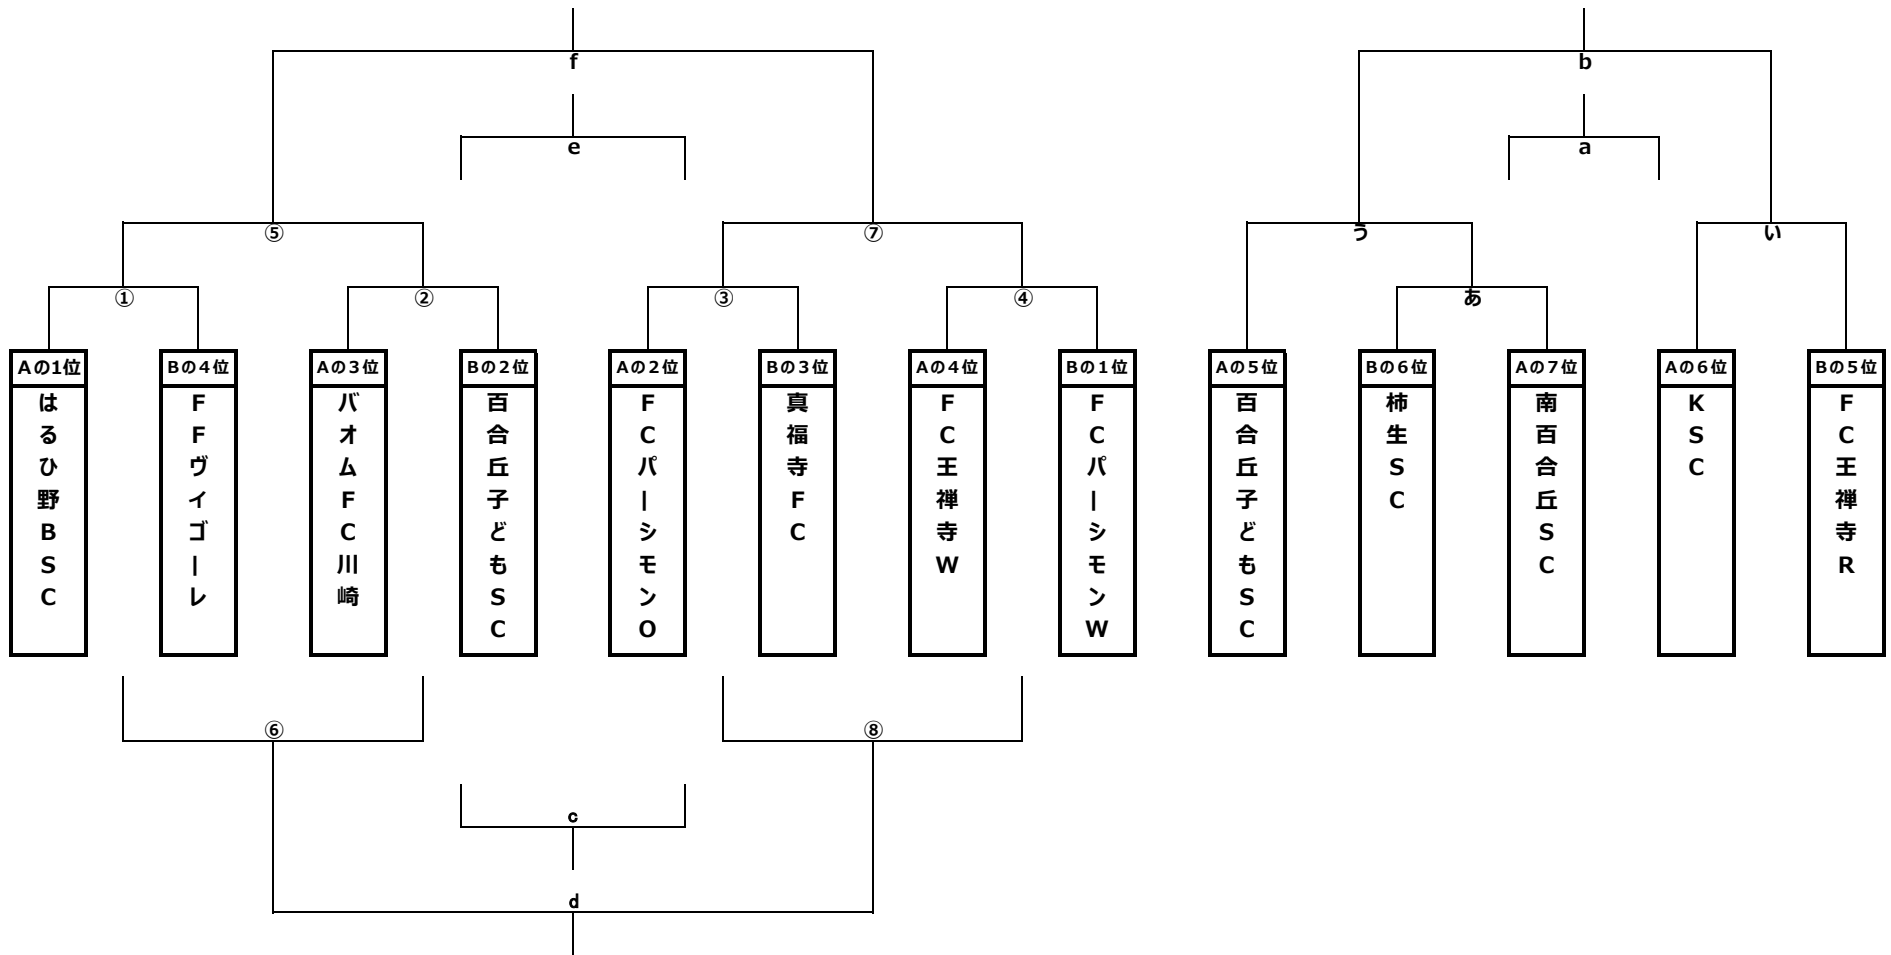 f
b
e
a
⑤
⑦
う
い
①
②
③
④
あ
Aの1位
Bの4位
Aの3位
Bの2位
Aの2位
Bの3位
Aの4位
Bの1位
Aの5位
Bの6位
Aの7位
Aの6位
Bの5位
はるひ野BSC
FFヴィゴーレ
バオムFC川崎
百合丘子どもSC
FCパーシモンO
真福寺FC
FC王禅寺W
FCパーシモンW
百合丘子どもSC
柿生SC
南百合丘SC
KSC
FC王禅寺R
⑥
⑧
c
d